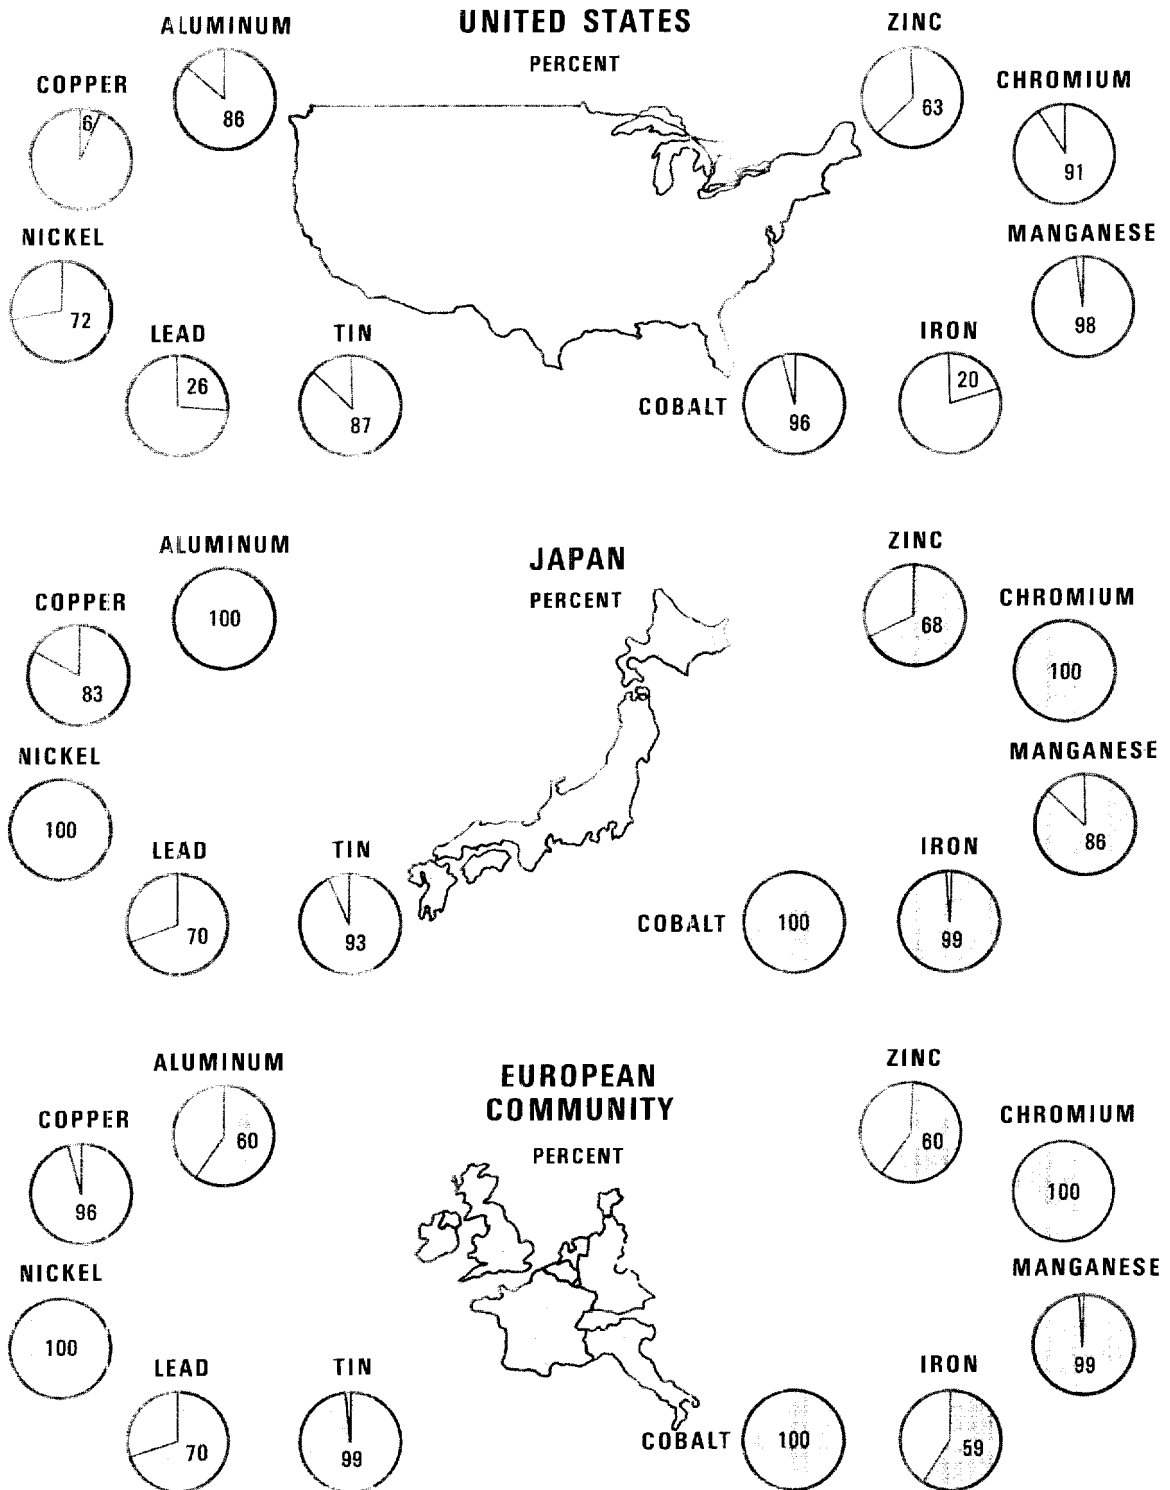 UNITED STATES
PERCENT
ALUMINUM
86
COPPER
6
NICKEL
72
LEAD
26
TIN
87
ZINC
63
CHROMIUM
91
MANGANESE
98
IRON
20
COBALT
96
JAPAN
PERCENT
ALUMINUM
100
COPPER
83
NICKEL
100
LEAD
70
TIN
93
ZINC
68
CHROMIUM
100
MANGANESE
86
IRON
99
COBALT
100
EUROPEAN
COMMUNITY
PERCENT
ALUMINUM
60
COPPER
96
NICKEL
100
LEAD
70
TIN
99
ZINC
60
CHROMIUM
100
MANGANESE
99
IRON
59
COBALT
100